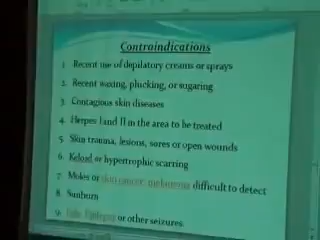 Contraindications
1. Recent use of depilatory creams or sprays
2. Recent waxing, plucking, or sugaring
3. Contagious skin diseases
4. Herpes I and II in the area to be treated
5. Skin trauma, lesions, sores or open wounds
6. Keloid or hypertrophic scarring
7. Moles or skin cancer, melanoma difficult to detect
8. Sunburn
9. Epilepsy or other seizures